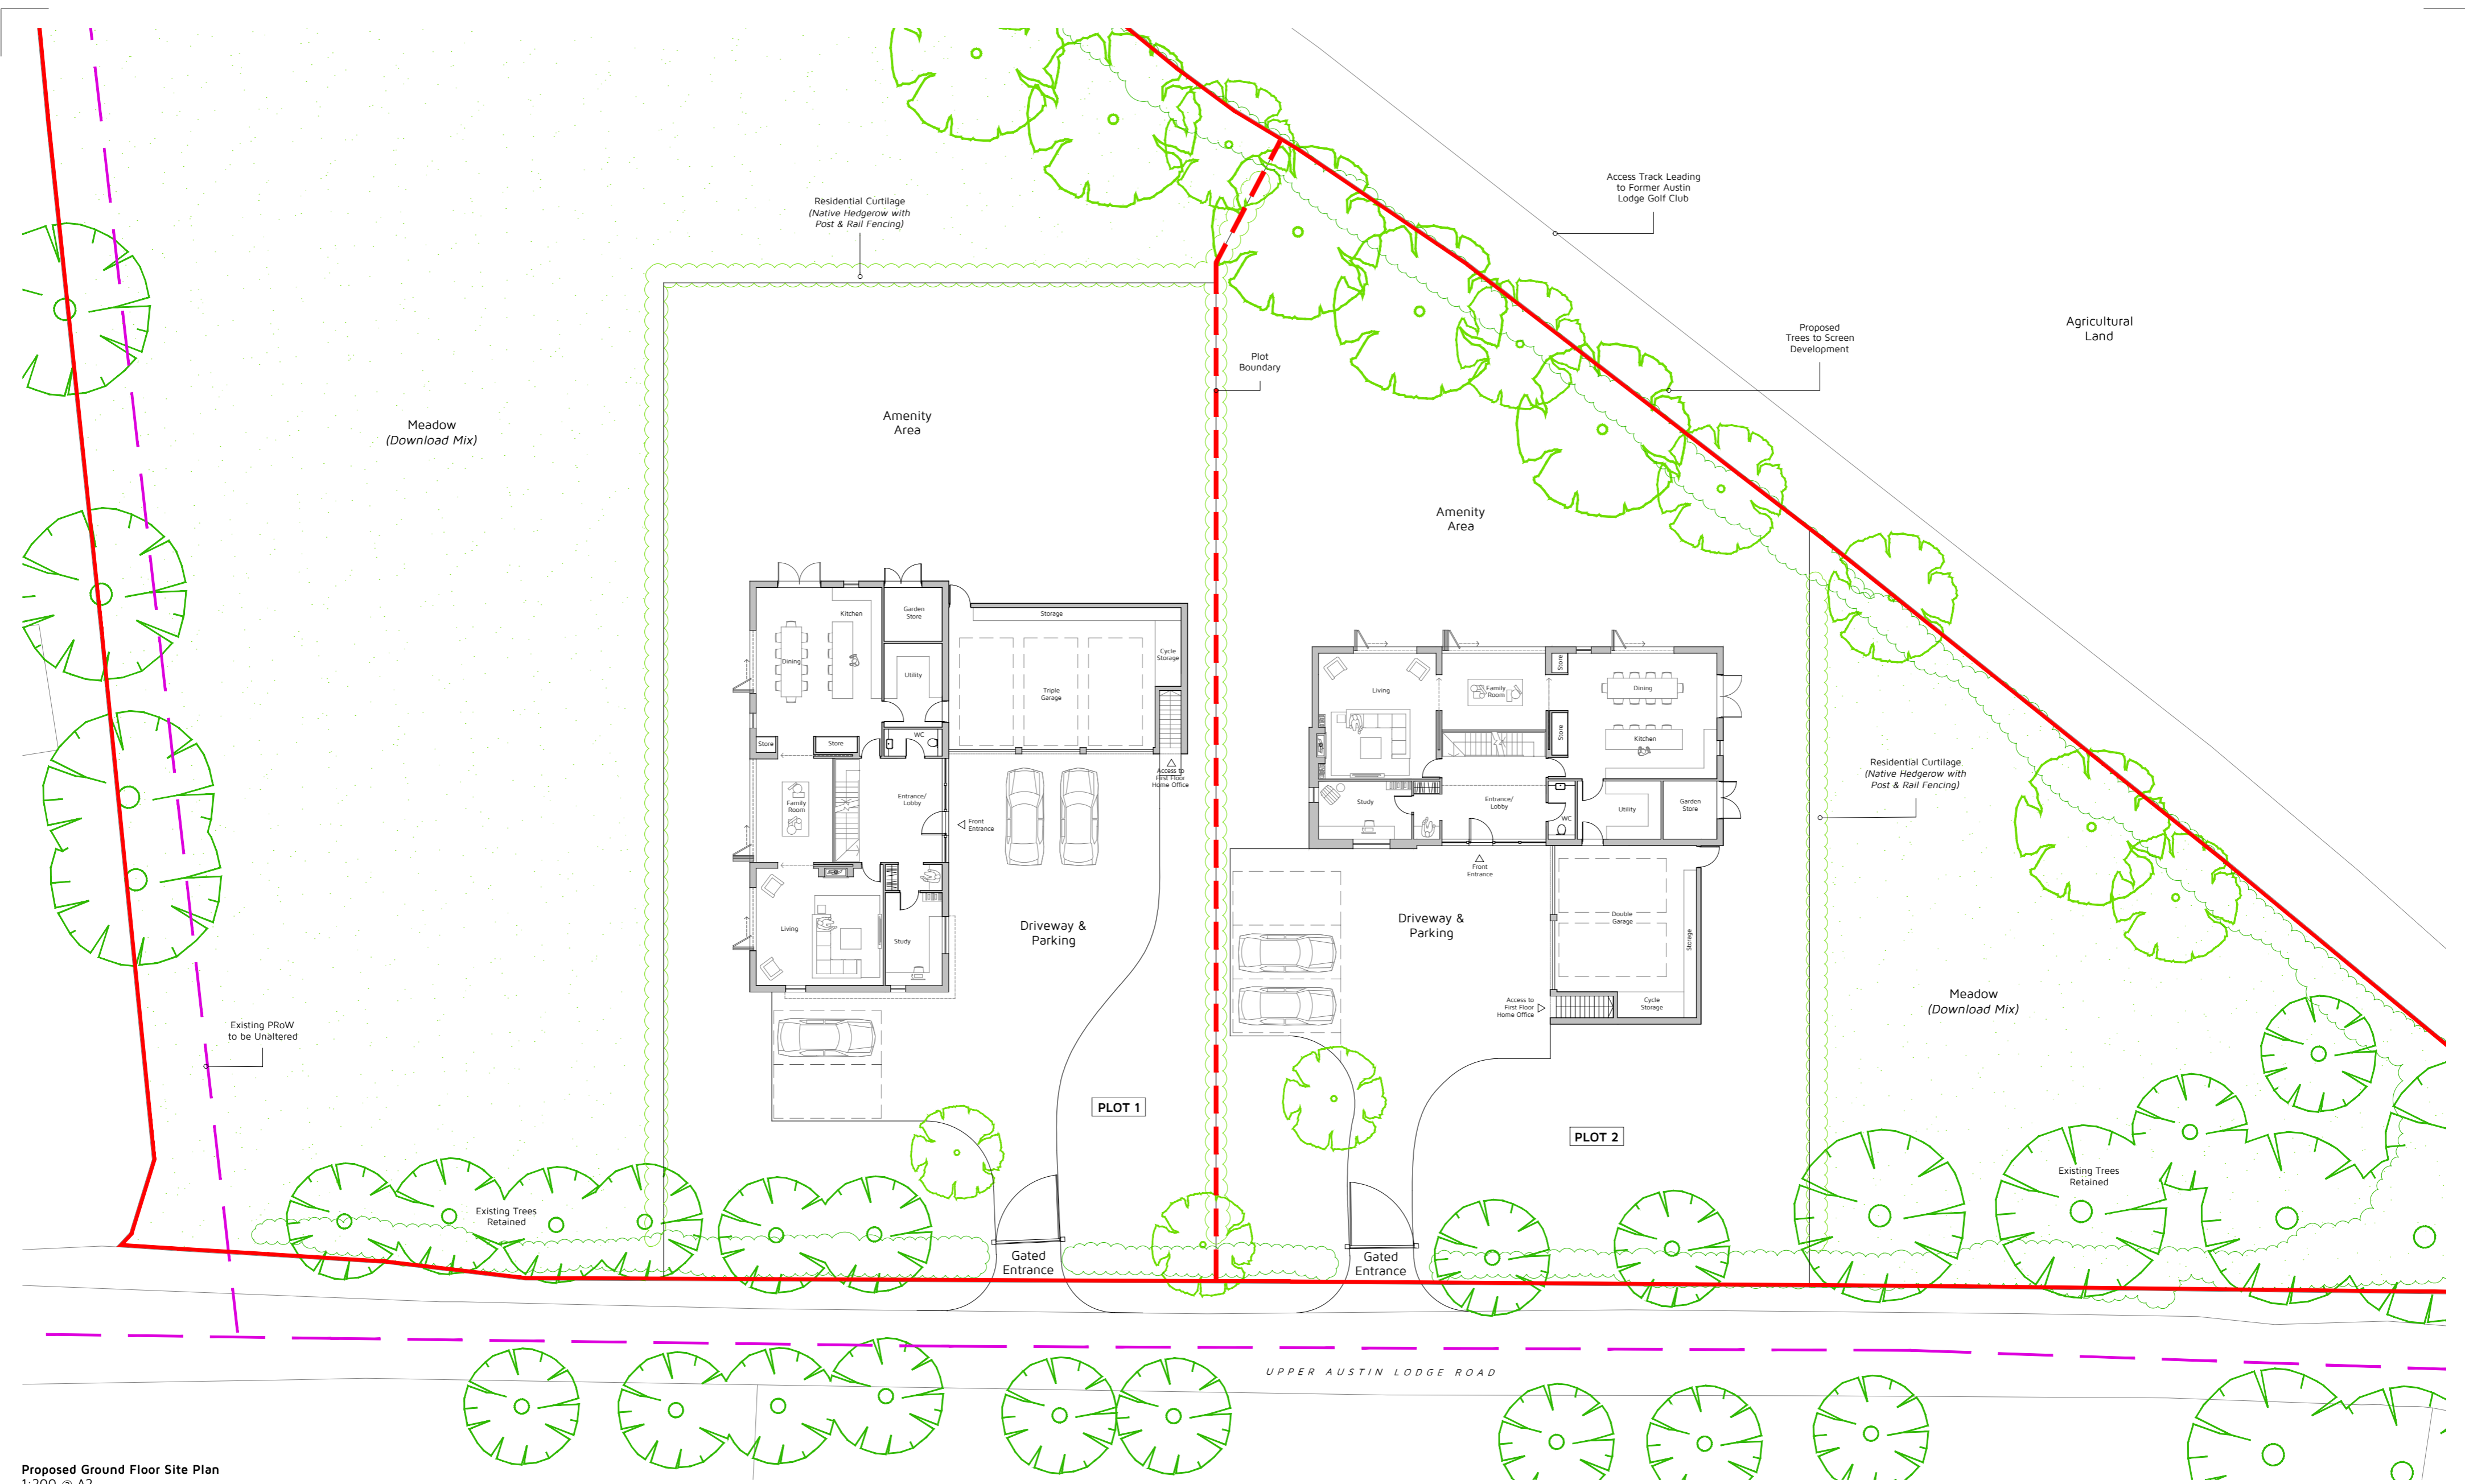 Access Track Leading
to Former Austin
Lodge Golf Club
Residential Curtilage
(Native Hedgerow with
Post & Rail Fencing)
Agricultural
Land
Proposed
Trees to Screen
Development
Plot
Boundary
Meadow
(Download Mix)
Amenity
Area
Amenity
Area
Kitchen
Garden
Store
Storage
Dining
Utility
Cycle
Storage
Triple
Garage
Store
Store
WC
Access to
First Floor
Home Office
Family
Room
Entrance/
Lobby
Front
Entrance
Living
Study
Driveway &
Parking
Living
Family
Room
Store
Dining
Store
Kitchen
Study
Entrance/
Lobby
WC
Utility
Garden
Store
Front
Entrance
Driveway &
Parking
Double
Garage
Storage
Access to
First Floor
Home Office
Cycle
Storage
Residential Curtilage
(Native Hedgerow with
Post & Rail Fencing)
Meadow
(Download Mix)
Existing PRoW
to be Unaltered
PLOT 1
PLOT 2
Existing Trees
Retained
Existing Trees
Retained
Gated
Entrance
Gated
Entrance
UPPER AUSTIN LODGE ROAD
Proposed Ground Floor Site Plan
1:200 @ A2